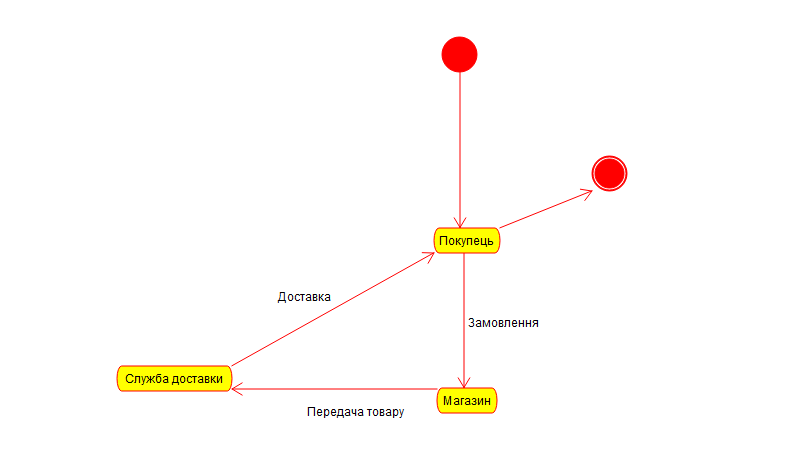 Покупець
Доставка
Замовлення
Служба доставки
Магазин
Передача товару